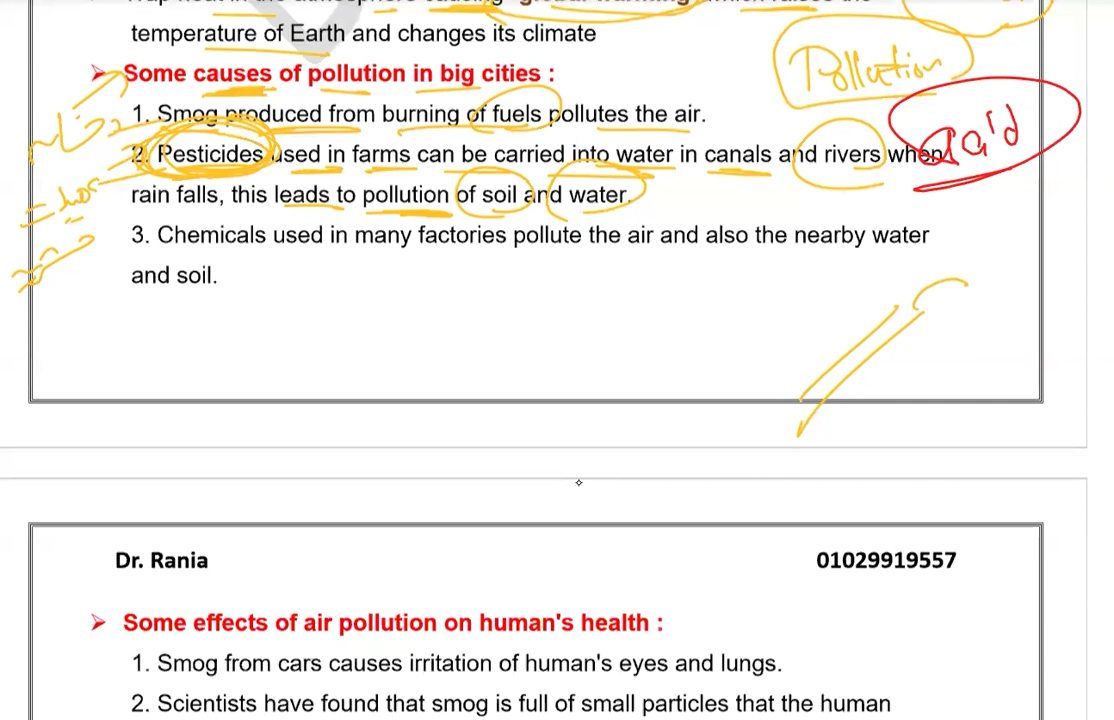 temperature of Earth and changes its climate
Pollution
➤ Some causes of pollution in big cities :
1. Smog produced from burning of fuels pollutes the air.
2. Pesticides used in farms can be carried into water in canals and rivers when
rain falls, this leads to pollution of soil and water.
3. Chemicals used in many factories pollute the air and also the nearby water
and soil.
Dr. Rania
01029919557
➤ Some effects of air pollution on human's health :
1. Smog from cars causes irritation of human's eyes and lungs.
2. Scientists have found that smog is full of small particles that the human